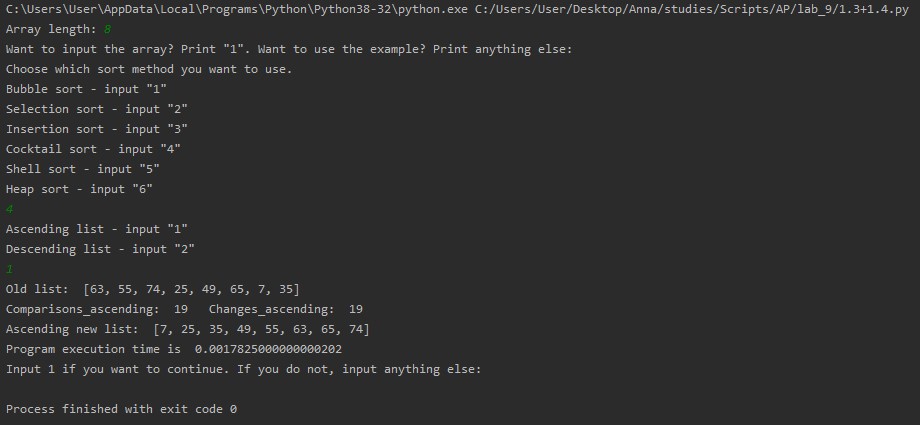 C:\Users\User\AppData\Local\Programs\Python\Python38-32\python.exe C:/Users/User/Desktop/Anna/studies/Scripts/AP/lab_9/1.3+1.4.py
Array length: 8
Want to input the array? Print "1". Want to use the example? Print anything else:
Choose which sort method you want to use.
Bubble sort - input "1"
Selection sort - input "2"
Insertion sort - input "3"
Cocktail sort - input "4"
Shell sort - input "5"
Heap sort - input "6"
4
Ascending list - input "1"
Descending list - input "2"
1
Old list:  [63, 55, 74, 25, 49, 65, 7, 35]
Comparisons_ascending:  19   Changes_ascending:  19
Ascending new list:  [7, 25, 35, 49, 55, 63, 65, 74]
Program execution time is  0.0017825000000000202
Input 1 if you want to continue. If you do not, input anything else:
Process finished with exit code 0